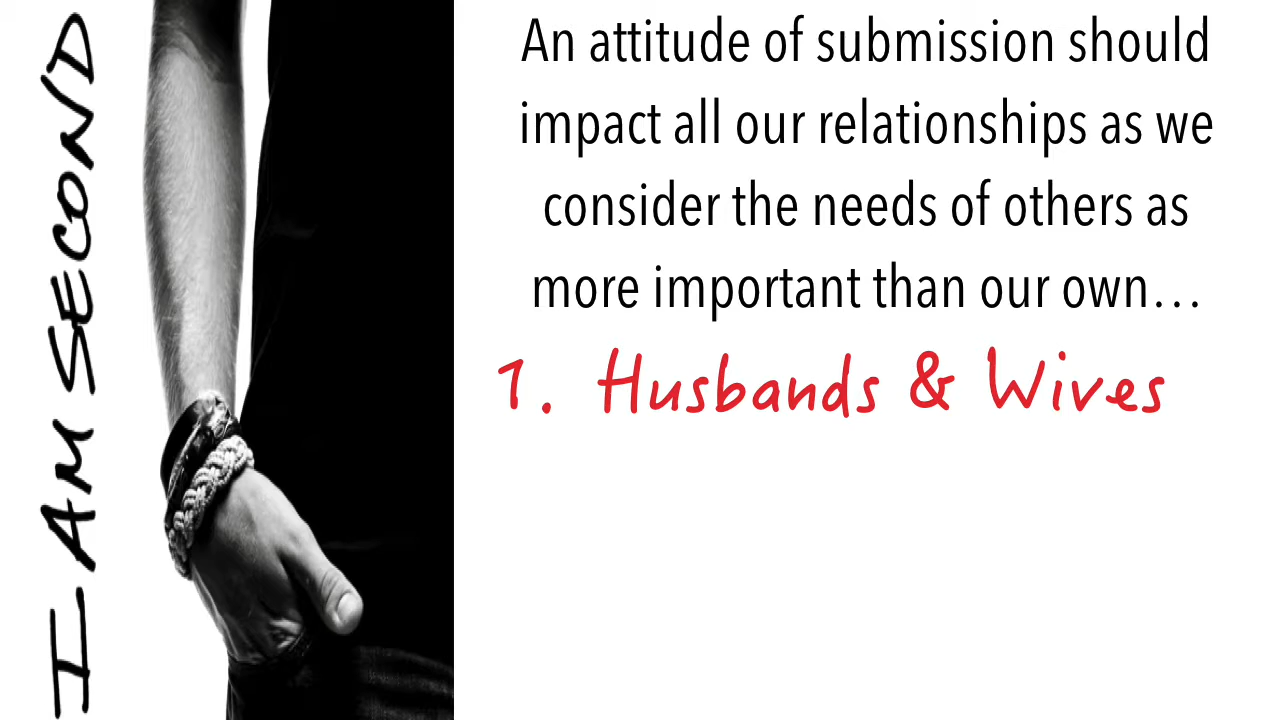 I AM SECOND
An attitude of submission should
impact all our relationships as we
consider the needs of others as
more important than our own…
1. Husbands & Wives